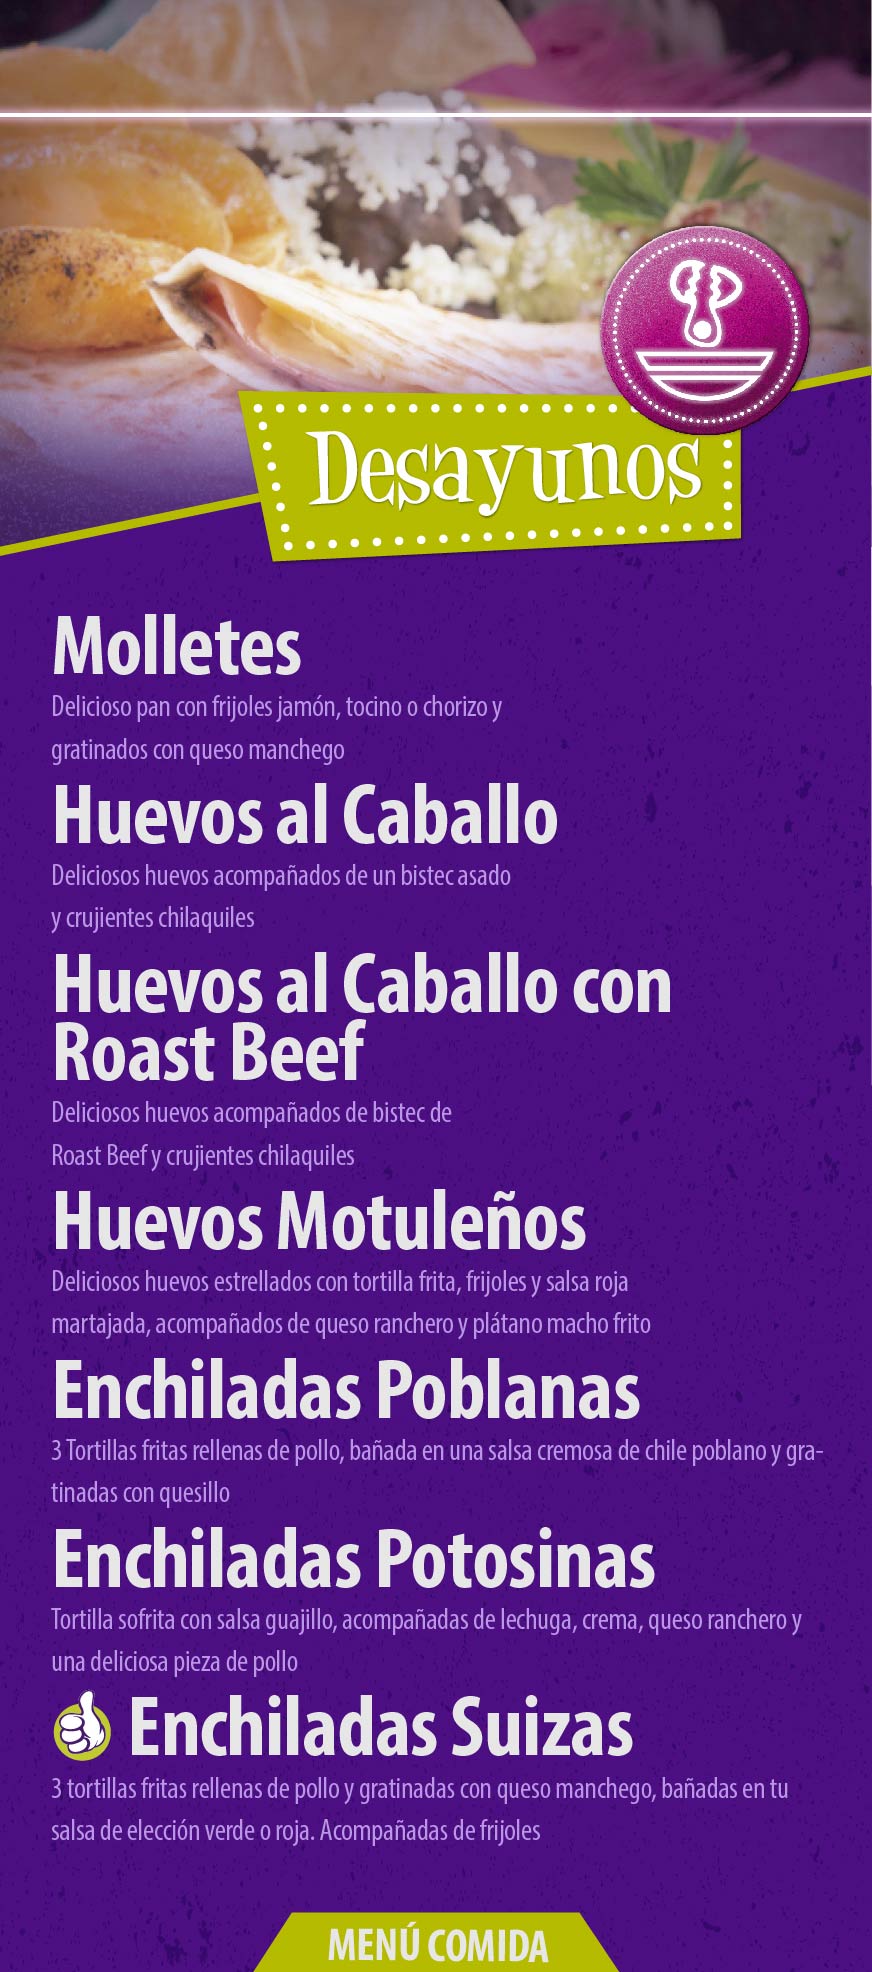 Desayunos
Molletes
Delicioso pan con frijoles jamón, tocino o chorizo y
gratinados con queso manchego
Huevos al Caballo
Deliciosos huevos acompañados de un bistec asado
y crujientes chilaquiles
Huevos al Caballo con
Roast Beef
Deliciosos huevos acompañados de bistec de
Roast Beef y crujientes chilaquiles
Huevos Motuleños
Deliciosos huevos estrellados con tortilla frita, frijoles y salsa roja
martajada, acompañados de queso ranchero y plátano macho frito
Enchiladas Poblanas
3 Tortillas fritas rellenas de pollo, bañada en una salsa cremosa de chile poblano y gra-
tinadas con quesillo
Enchiladas Potosinas
Tortilla sofrita con salsa guajillo, acompañadas de lechuga, crema, queso ranchero y
una deliciosa pieza de pollo
Enchiladas Suizas
3 tortillas fritas rellenas de pollo y gratinadas con queso manchego, bañadas en tu
salsa de elección verde o roja. Acompañadas de frijoles
MENÚ COMIDA